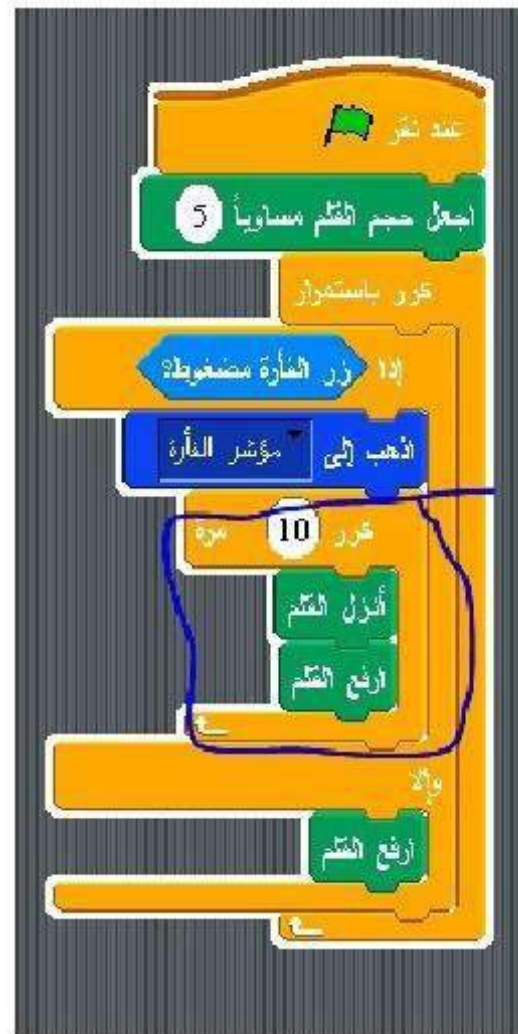 عند نقر
اجعل حجم القلم مساوياً 5
كرر باستمرار
إذا زر الفأرة مضغوط؟
اذهب إلى مؤشر الفأرة
كرر 10 مرة
أنزل القلم
ارفع القلم
وإلا
ارفع القلم